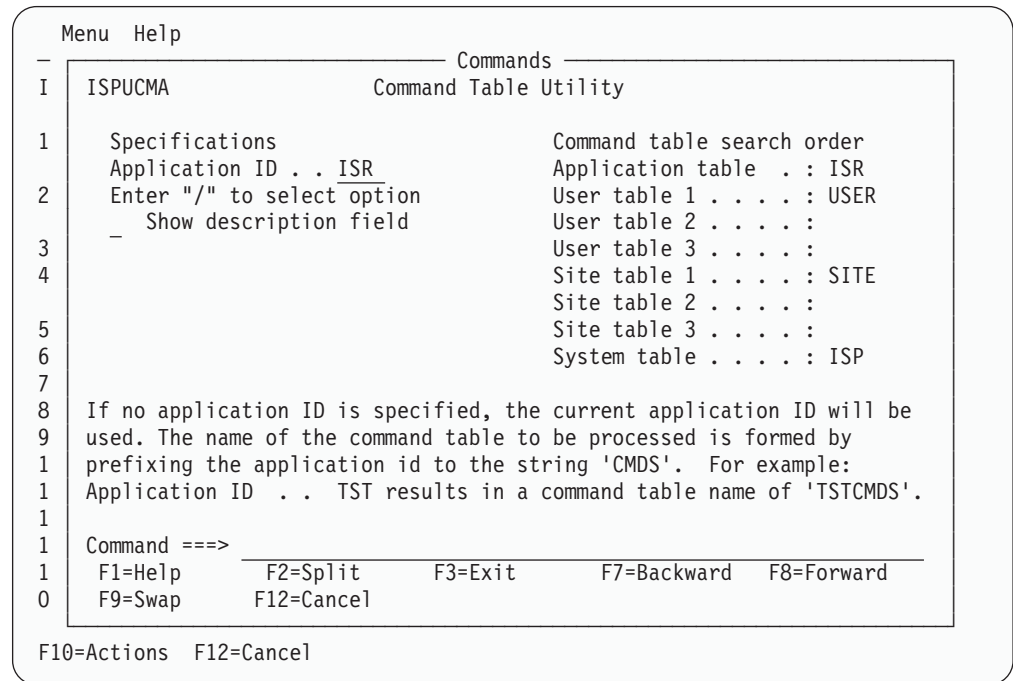 Menu Help
Commands
I ISPUCMA Command Table Utility
1 Specifications Command table search order
Application ID . . ISR Application table . : ISR
2 Enter "/" to select option User table 1 . . . . : USER
_ Show description field User table 2 . . . . :
3 User table 3 . . . . :
4 Site table 1 . . . . : SITE
Site table 2 . . . . :
5 Site table 3 . . . . :
6 System table . . . . : ISP
7
8 If no application ID is specified, the current application ID will be
9 used. The name of the command table to be processed is formed by
1 prefixing the application id to the string 'CMDS'. For example:
1 Application ID . . TST results in a command table name of 'TSTCMDS'.
1
1 Command ===>
1 F1=Help F2=Split F3=Exit F7=Backward F8=Forward
O F9=Swap F12=Cancel
F10=Actions F12=Cancel